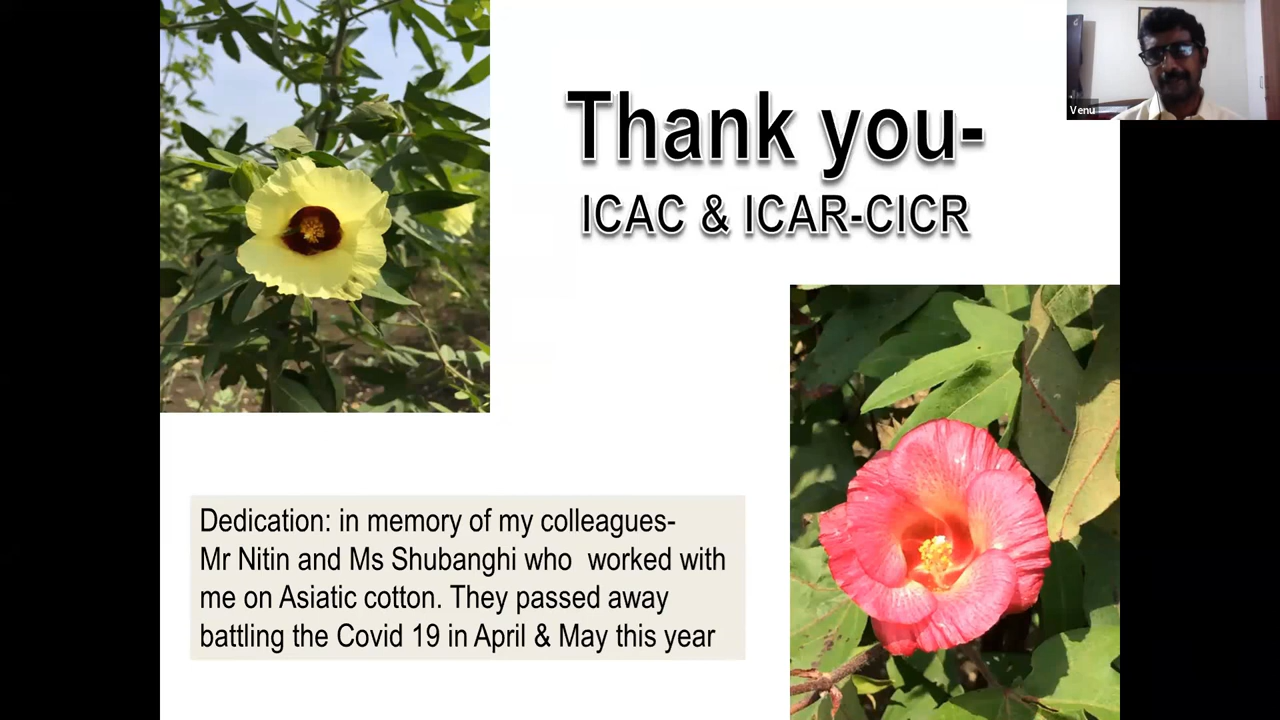 Thank you-
ICAC & ICAR-CICR
Venu
Dedication: in memory of my colleagues-
Mr Nitin and Ms Shubanghi who  worked with
me on Asiatic cotton. They passed away
battling the Covid 19 in April & May this year